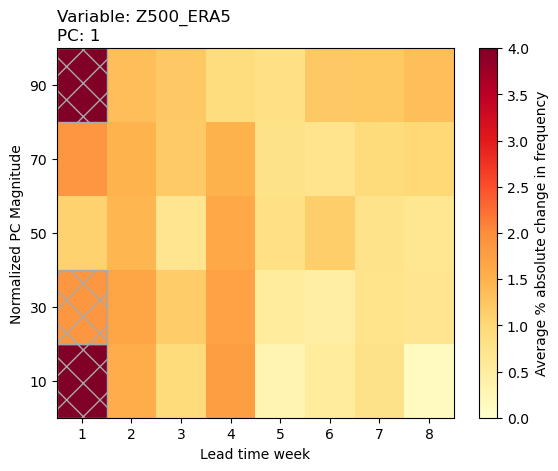 Variable: Z500_ERA5
PC: 1
90
70
50
30
10
Normalized PC Magnitude
1 2 3 4 5 6 7 8
Lead time week
4.0
3.5
3.0
2.5
2.0
1.5
1.0
0.5
0.0
Average % absolute change in frequency